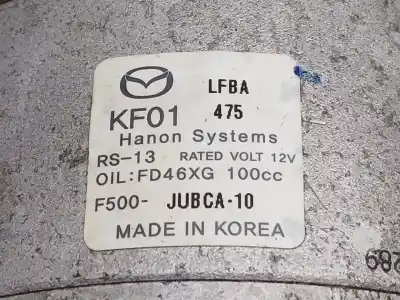 LFBA
KF01 475
Hanon Systems
RS-13 RATED VOLT 12V
OIL:FD46XG 100cc
F500-JUBCA-10
MADE IN KOREA
289